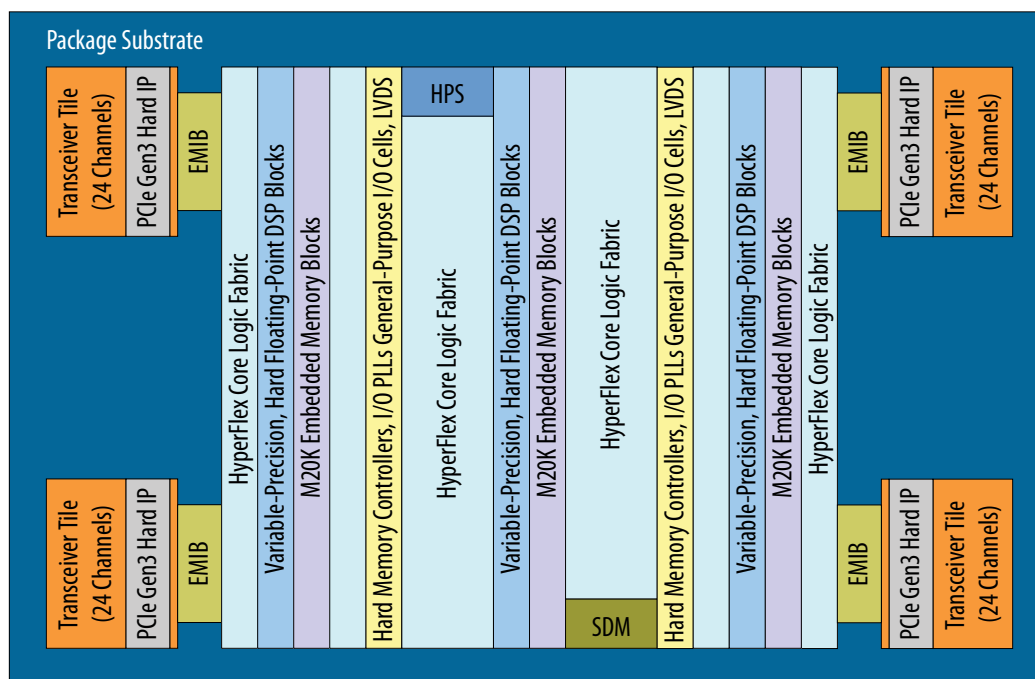 Package Substrate
Transceiver Tile
(24 Channels)
PCIe Gen3 Hard IP
EMIB
Transceiver Tile
(24 Channels)
PCIe Gen3 Hard IP
EMIB
HyperFlex Core Logic Fabric
Variable-Precision, Hard Floating-Point DSP Blocks
M20K Embedded Memory Blocks
Hard Memory Controllers, I/O PLLs General-Purpose I/O Cells, LVDS
HPS
HyperFlex Core Logic Fabric
Variable-Precision, Hard Floating-Point DSP Blocks
M20K Embedded Memory Blocks
HyperFlex Core Logic Fabric
SDM
Hard Memory Controllers, I/O PLLs General-Purpose I/O Cells, LVDS
Variable-Precision, Hard Floating-Point DSP Blocks
M20K Embedded Memory Blocks
HyperFlex Core Logic Fabric
EMIB
PCIe Gen3 Hard IP
Transceiver Tile
(24 Channels)
EMIB
PCIe Gen3 Hard IP
Transceiver Tile
(24 Channels)